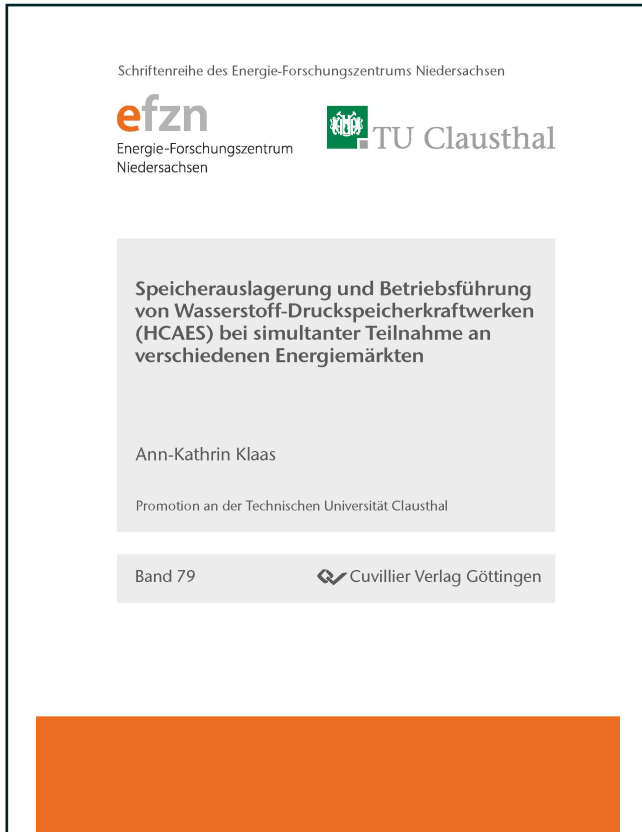 Schriftenreihe des Energie-Forschungszentrums Niedersachsen
efzn
Energie-Forschungszentrum
Niedersachsen
TU Clausthal
Speicherauslagerung und Betriebsführung
von Wasserstoff-Druckspeicherkraftwerken
(HCAES) bei simultanter Teilnahme an
verschiedenen Energiemärkten
Ann-Kathrin Klaas
Promotion an der Technischen Universität Clausthal
Band 79
Cuvillier Verlag Göttingen